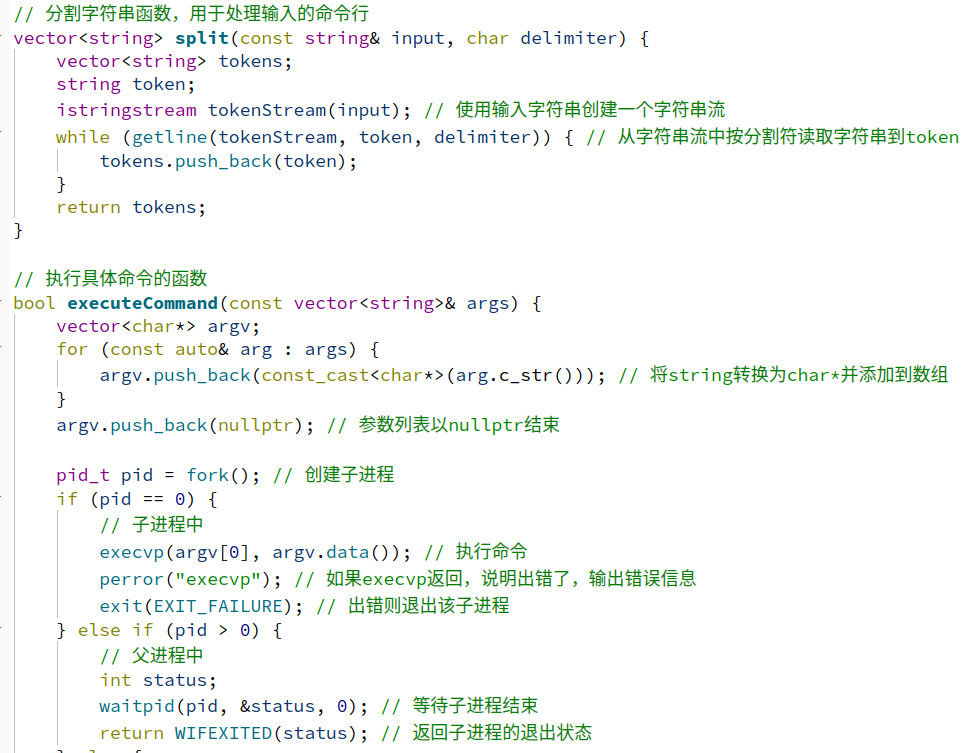 // 分割字符串函数，用于处理输入的命令行
vector<string> split(const string& input, char delimiter) {
    vector<string> tokens;
    string token;
    istringstream tokenStream(input); // 使用输入字符串创建一个字符串流
    while (getline(tokenStream, token, delimiter)) { // 从字符串流中按分割符读取字符串到token
        tokens.push_back(token);
    }
    return tokens;
}

// 执行具体命令的函数
bool executeCommand(const vector<string>& args) {
    vector<char*> argv;
    for (const auto& arg : args) {
        argv.push_back(const_cast<char*>(arg.c_str())); // 将string转换为char*并添加到数组
    }
    argv.push_back(nullptr); // 参数列表以nullptr结束

    pid_t pid = fork(); // 创建子进程
    if (pid == 0) {
        // 子进程中
        execvp(argv[0], argv.data()); // 执行命令
        perror("execvp"); // 如果execvp返回，说明出错了，输出错误信息
        exit(EXIT_FAILURE); // 出错则退出该子进程
    } else if (pid > 0) {
        // 父进程中
        int status;
        waitpid(pid, &status, 0); // 等待子进程结束
        return WIFEXITED(status); // 返回子进程的退出状态